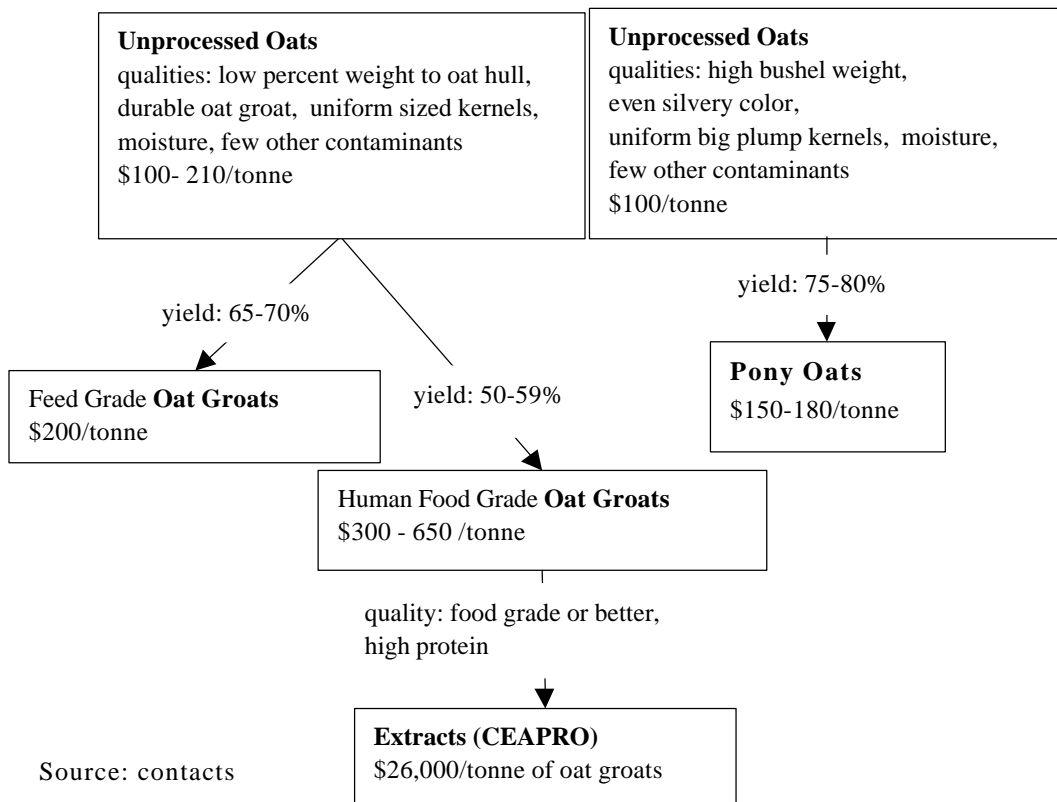 Unprocessed Oats
qualities: low percent weight to oat hull,
durable oat groat, uniform sized kernels,
moisture, few other contaminants
$100- 210/tonne
Unprocessed Oats
qualities: high bushel weight,
even silvery color,
uniform big plump kernels, moisture,
few other contaminants
$100/tonne
yield: 65-70%
yield: 75-80%
Feed Grade Oat Groats
$200/tonne
yield: 50-59%
Pony Oats
$150-180/tonne
Human Food Grade Oat Groats
$300 - 650 /tonne
quality: food grade or better,
high protein
Extracts (CEAPRO)
$26,000/tonne of oat groats
Source: contacts